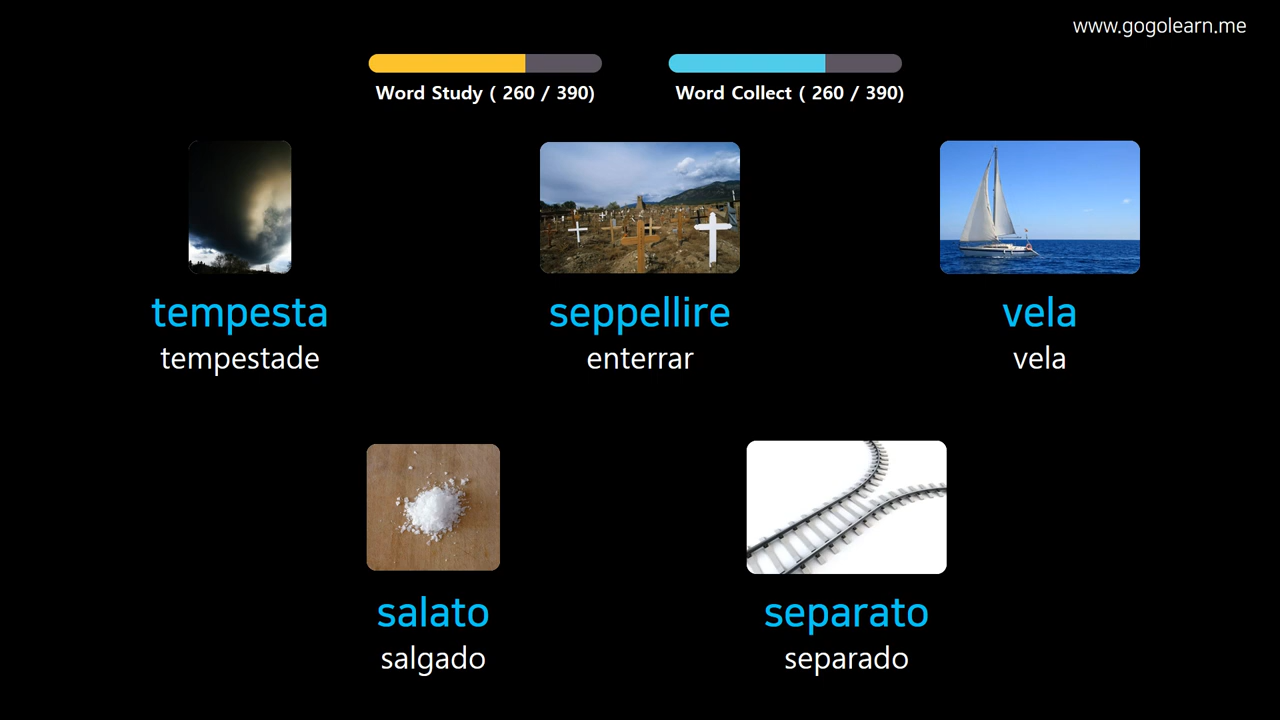 www.gogolearn.me
Word Study ( 260 / 390)
Word Collect ( 260 / 390)
tempesta
tempestade
seppellire
enterrar
vela
vela
salato
salgado
separato
separado